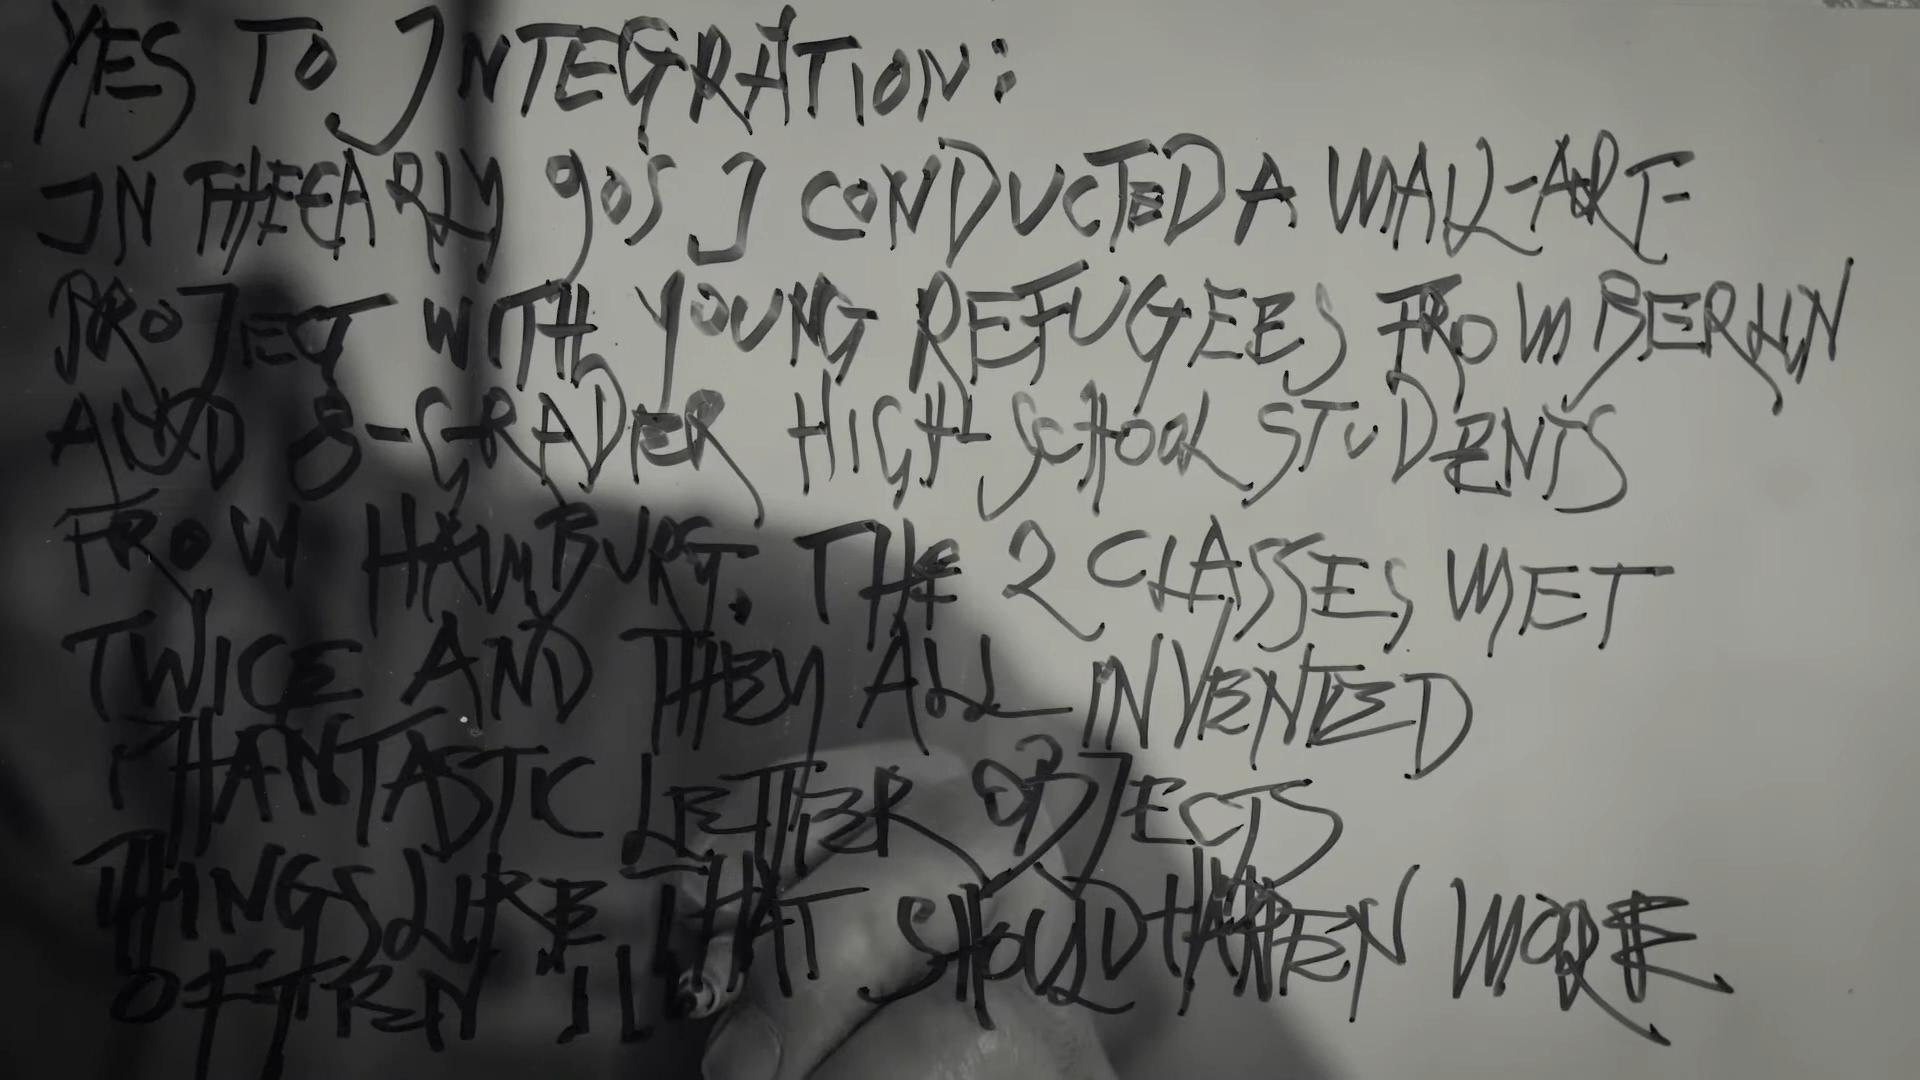 YES TO INTEGRATION:
IN THE EARLY 90S I CONDUCTED A WALL-ART
PROJECT WITH YOUNG REFUGEES FROM BERLIN
AND 8-GRADER HIGH-SCHOOL STUDENTS
FROM HAMBURG. THE 2 CLASSES MET
TWICE AND THEY ALL INVENTED
PHANTASTIC LETTER OBJECTS
THINGS LIKE THAT SHOULD HAPPEN MORE
OFTEN !!!